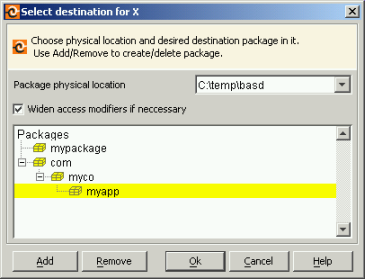 Select destination for X
Choose physical location and desired destination package in it.
Use Add/Remove to create/delete package.
Package physical location
C:\temp\basd
Widen access modifiers if neccessary
Packages
mypackage
com
myco
myapp
Add
Remove
Ok
Cancel
Help